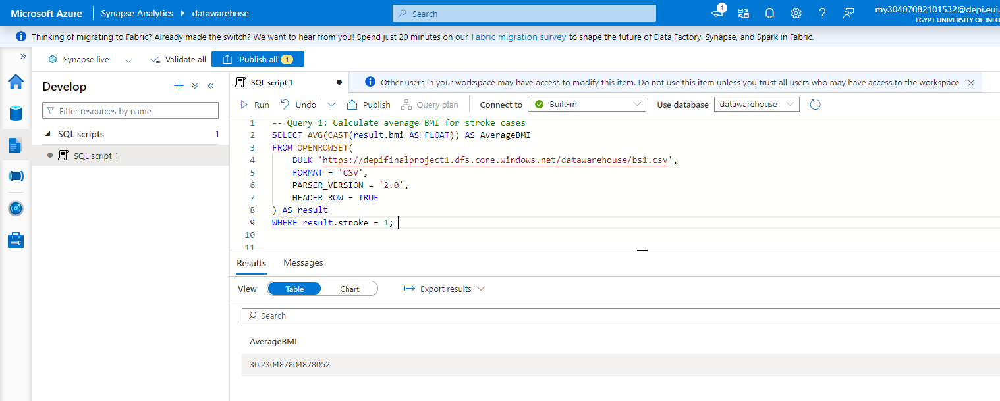 Microsoft Azure
Synapse Analytics
datawarehose
Search
1
my30407082101532@depi.eui.
EGYPT UNIVERSITY OF INFO
Thinking of migrating to Fabric? Already made the switch? We want to hear from you! Spend just 20 minutes on our Fabric migration survey to shape the future of Data Factory, Synapse, and Spark in Fabric.
Synapse live
Validate all
Publish all 1
Develop
Filter resources by name
SQL scripts 1
SQL script 1
SQL script 1
Other users in your workspace may have access to modify this item. Do not use this item unless you trust all users who may have access to the workspace.
Run
Undo
Publish
Query plan
Connect to
Built-in
Use database
datawarehouse
1 -- Query 1: Calculate average BMI for stroke cases
2 SELECT AVG(CAST(result.bmi AS FLOAT)) AS AverageBMI
3 FROM OPENROWSET(
4 BULK 'https://depifinalproject1.dfs.core.windows.net/datawarehouse/bs1.csv',
5 FORMAT = 'CSV',
6 PARSER_VERSION = '2.0',
7 HEADER_ROW = TRUE
8 ) AS result
9 WHERE result.stroke = 1;
10
11
Results
Messages
View
Table
Chart
Export results
Search
AverageBMI
30.230487804878052